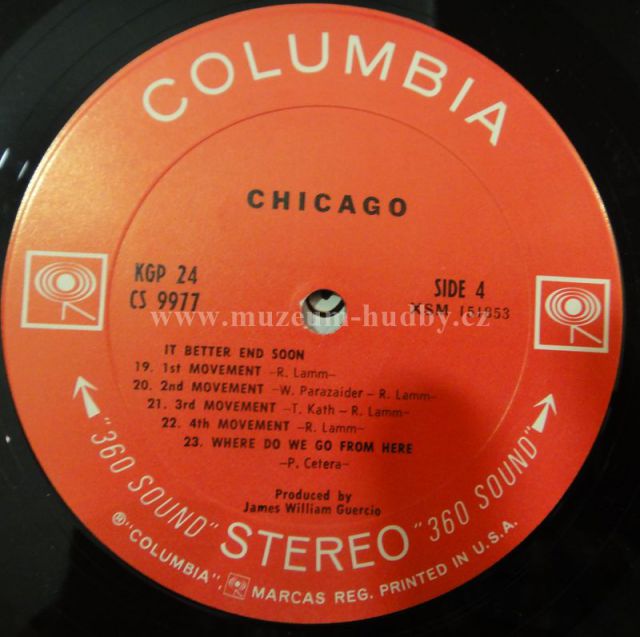 COLUMBIA
CHICAGO
KGP 24
CS 9977
SIDE 4
XSM 151853
www.muzeum-hudby.cz
IT BETTER END SOON
19. 1st MOVEMENT -R. Lamm-
20. 2nd MOVEMENT -W. Parazaider - R. Lamm-
21. 3rd MOVEMENT -T. Kath - R. Lamm-
22. 4th MOVEMENT -R. Lamm-
23. WHERE DO WE GO FROM HERE
-P. Cetera-
Produced by
James William Guercio
"360 SOUND" STEREO "360 SOUND"
℗"COLUMBIA", MARCAS REG. PRINTED IN U.S.A.